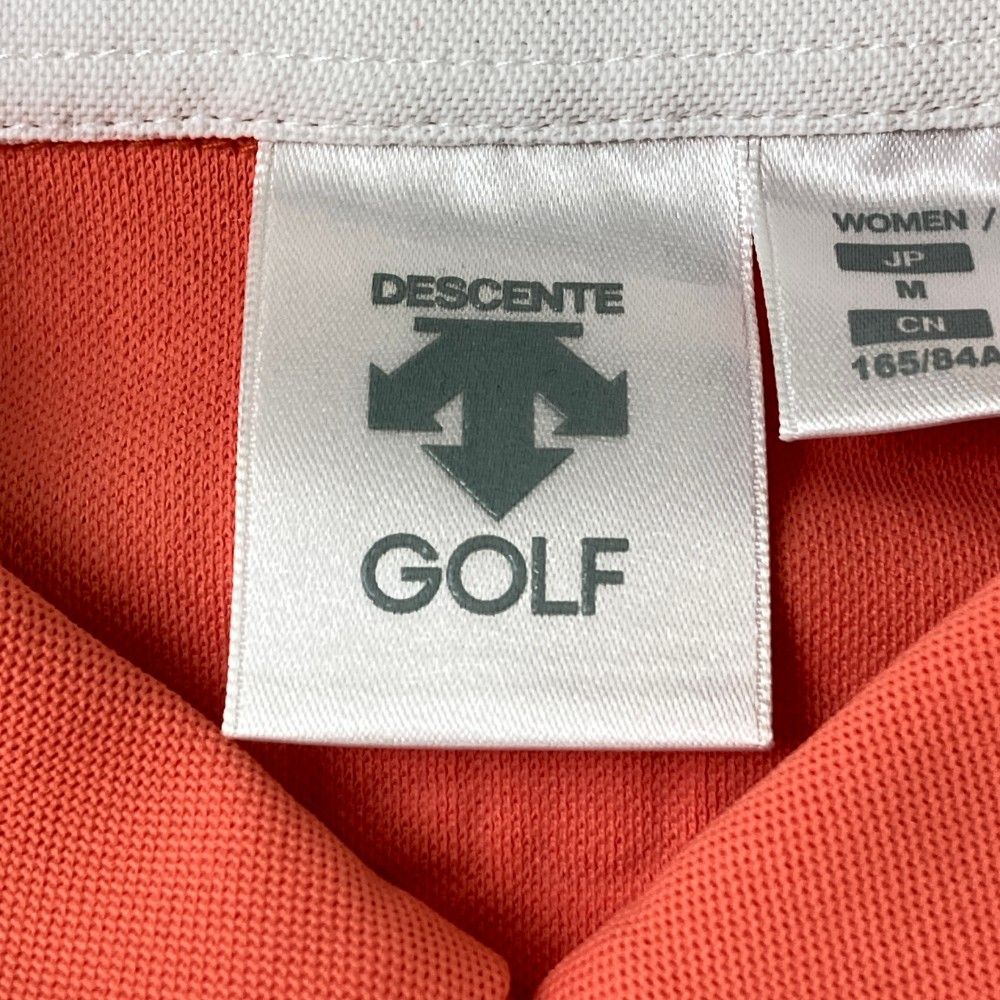 DESCENTE
GOLF
WOMEN /
JP
M
CN
165/84A